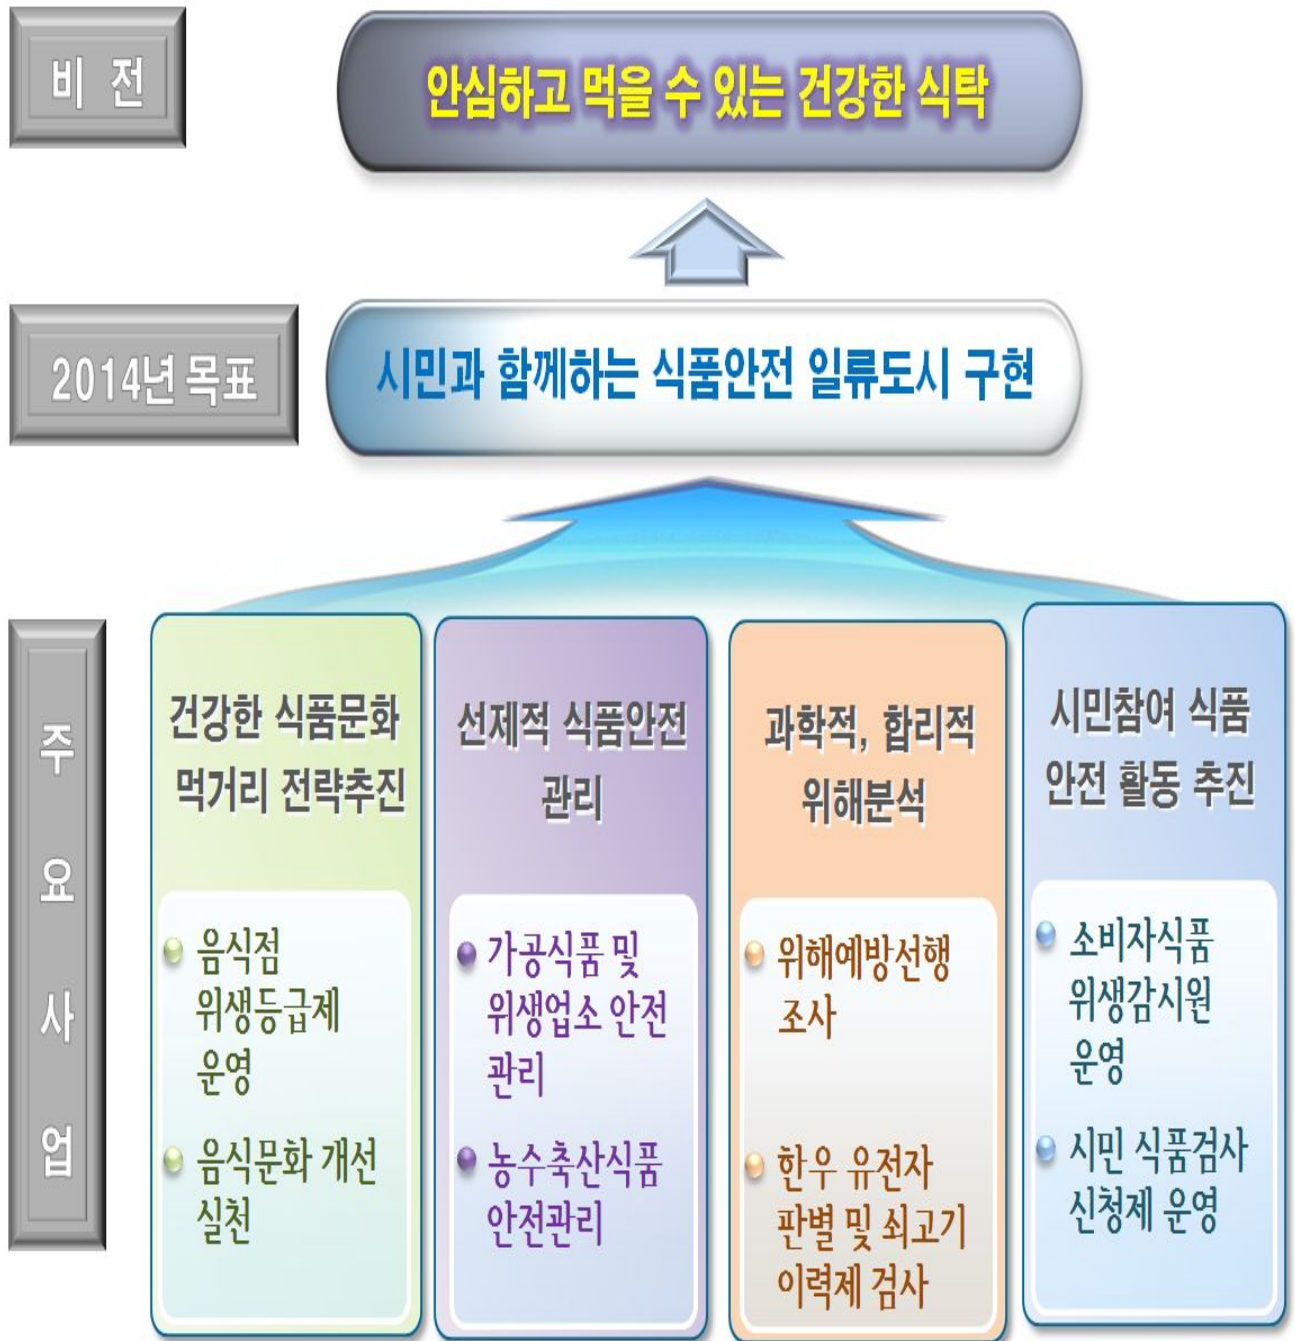 비 전
안심하고 먹을 수 있는 건강한 식탁
2014년 목표
시민과 함께하는 식품안전 일류도시 구현
주
요
사
업
건강한 식품문화
먹거리 전략추진
음식점
위생등급제
운영
음식문화 개선
실천
선제적 식품안전
관리
가공식품 및
위생업소 안전
관리
농수축산식품
안전관리
과학적, 합리적
위해분석
위해예방선행
조사
한우 유전자
판별 및 쇠고기
이력제 검사
시민참여 식품
안전 활동 추진
소비자식품
위생감시원
운영
시민 식품검사
신청제 운영